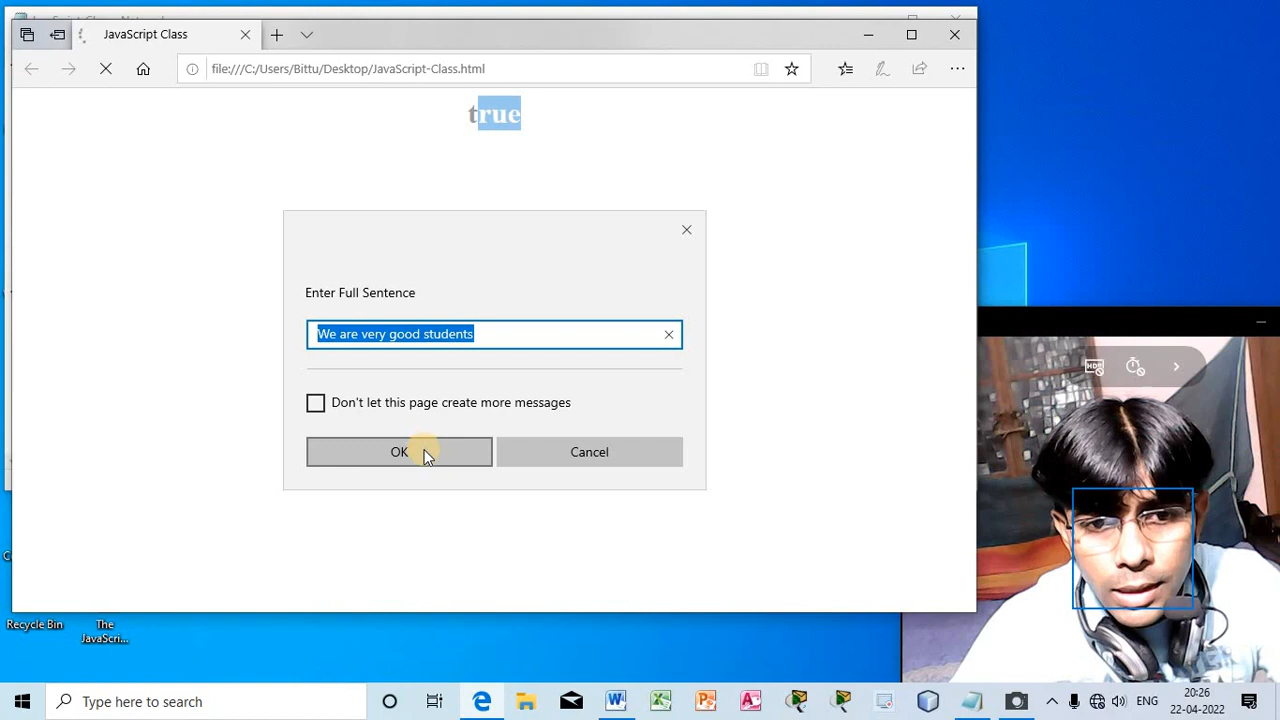 JavaScript Class
file:///C:/Users/Bittu/Desktop/JavaScript-Class.html
true
Enter Full Sentence
We are very good students
Don't let this page create more messages
OK
Cancel
HDR
Recycle Bin
The
JavaScri...
Type here to search
ENG
20:26
22-04-2022